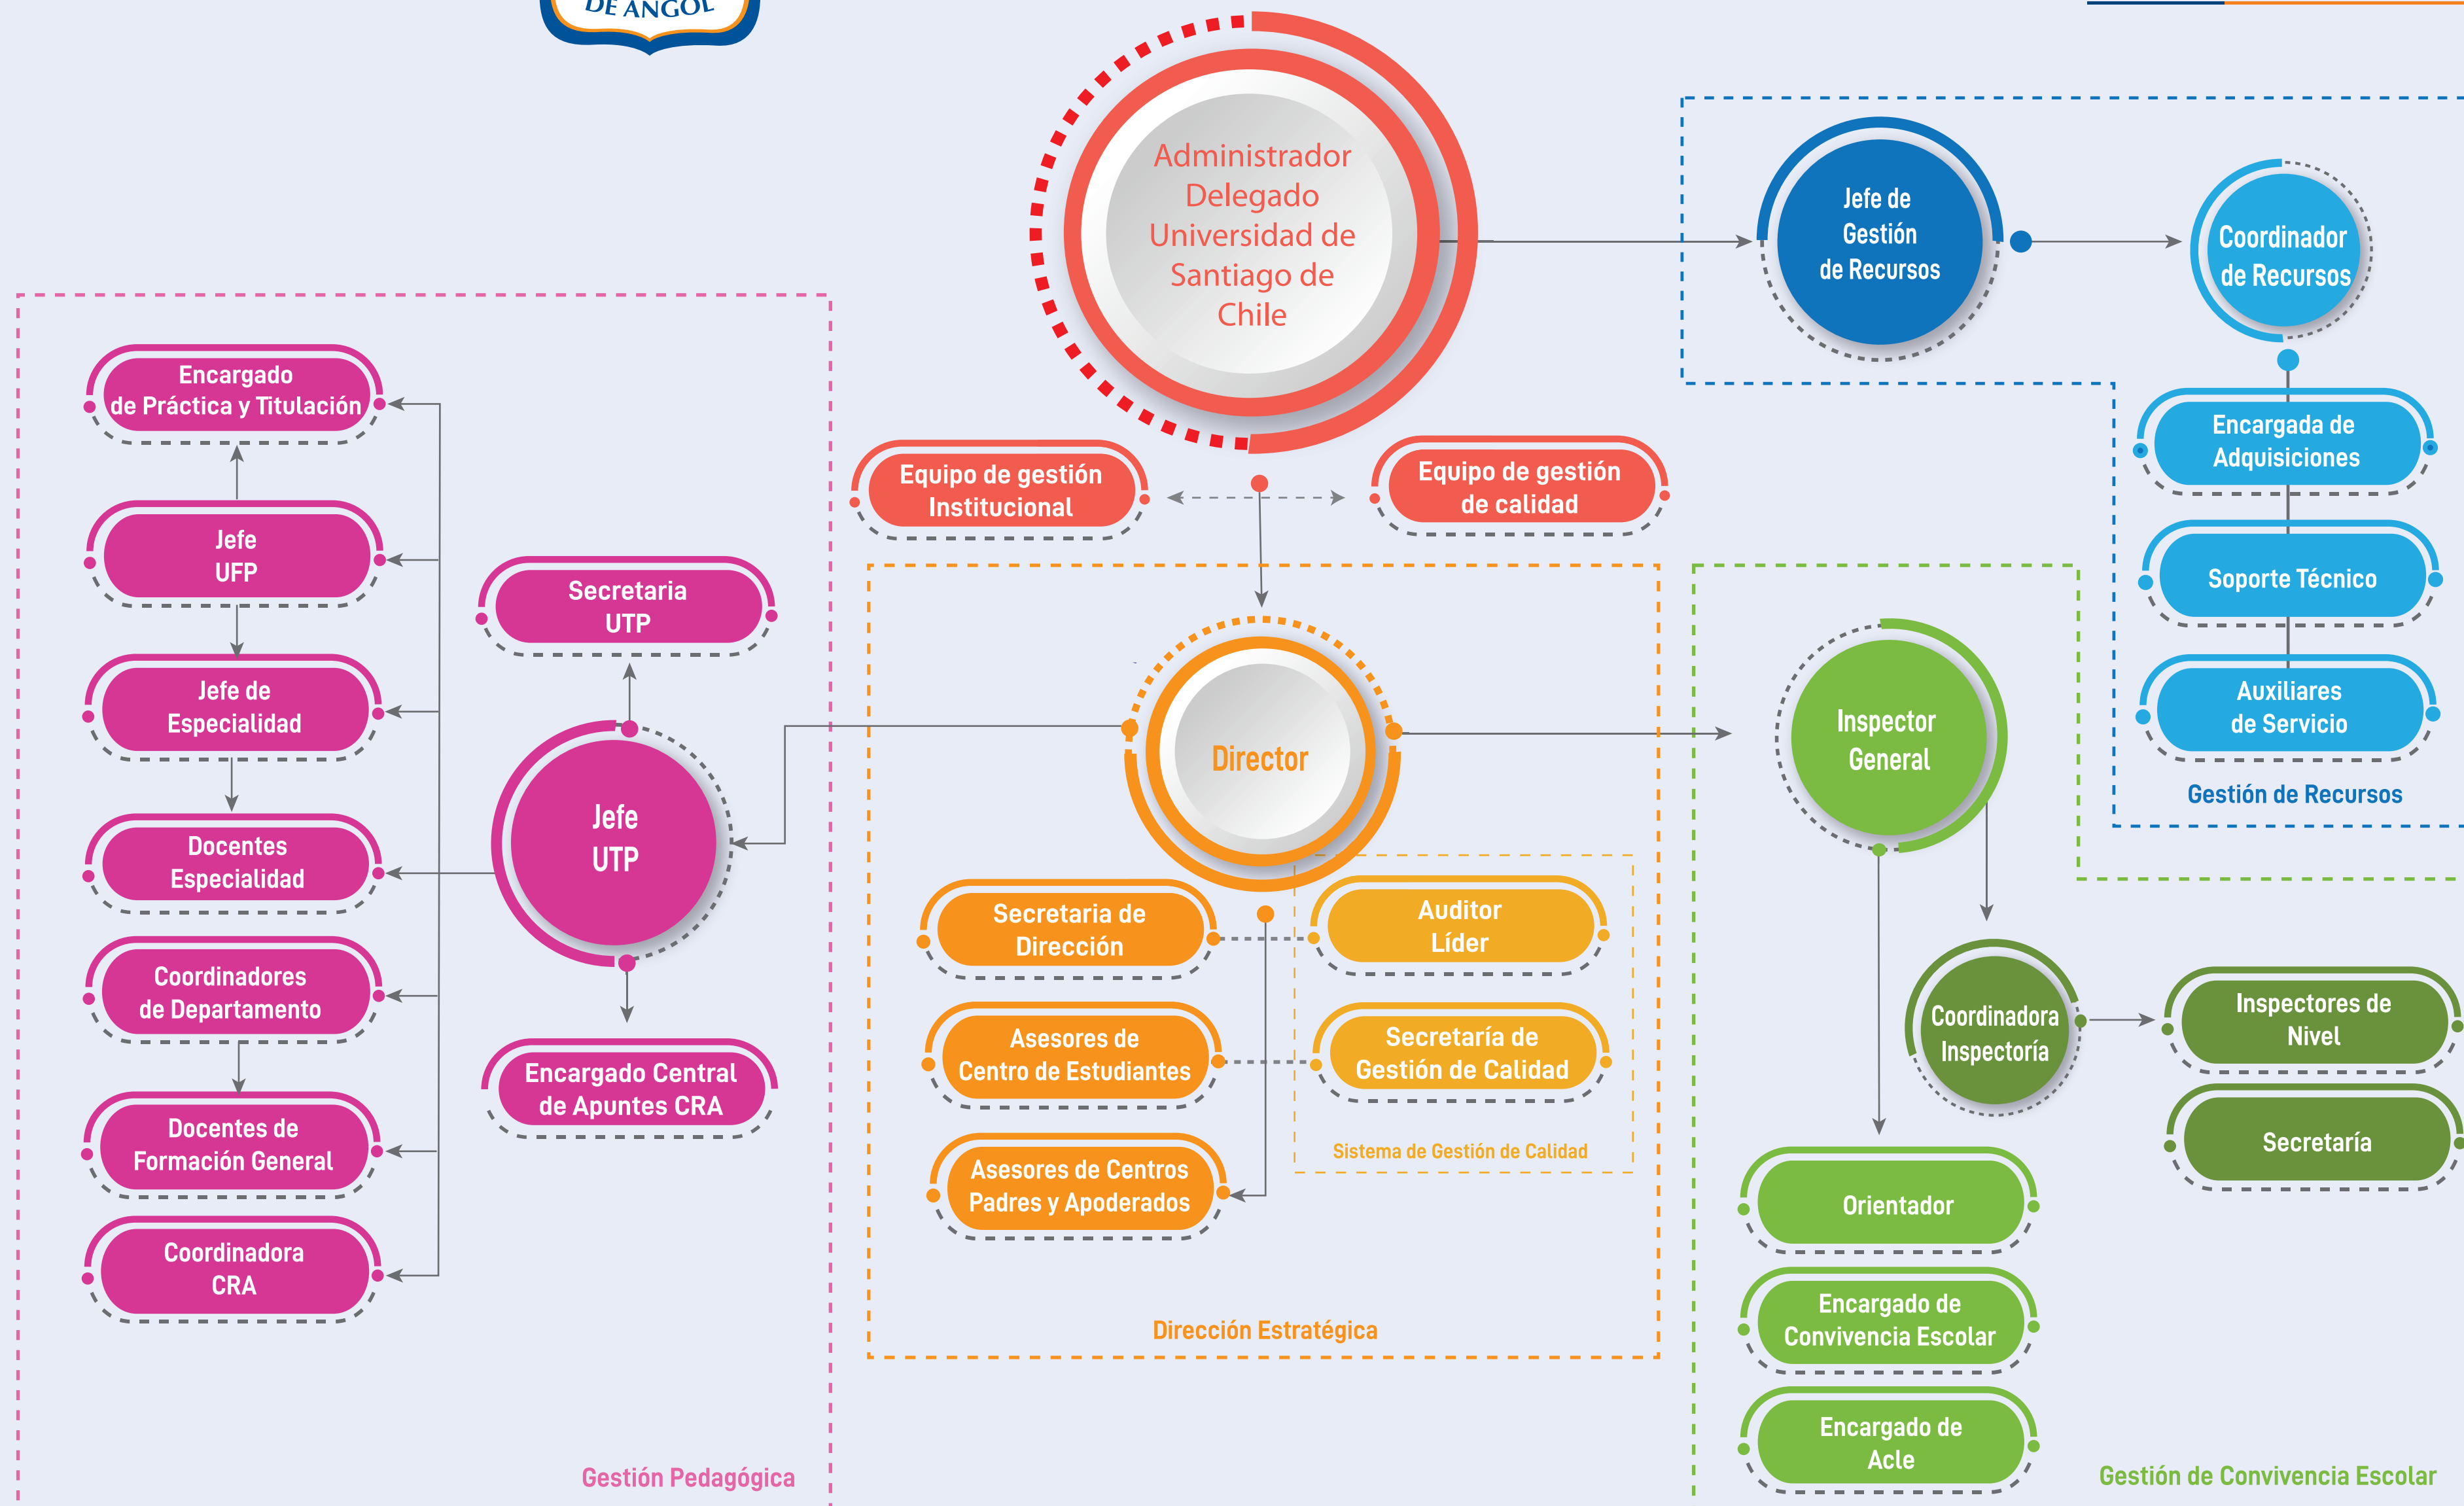 DE ANGOL
Administrador
Delegado
Universidad de
Santiago de
Chile
Jefe de
Gestión
de Recursos
Coordinador
de Recursos
Encargada de
Adquisiciones
Soporte Técnico
Auxiliares
de Servicio
Gestión de Recursos
Equipo de gestión
Institucional
Equipo de gestión
de calidad
Encargado
de Práctica y Titulación
Jefe
UFP
Jefe de
Especialidad
Docentes
Especialidad
Coordinadores
de Departamento
Docentes de
Formación General
Coordinadora
CRA
Secretaria
UTP
Jefe
UTP
Encargado Central
de Apuntes CRA
Gestión Pedagógica
Director
Secretaria de
Dirección
Asesores de
Centro de Estudiantes
Asesores de Centros
Padres y Apoderados
Auditor
Líder
Secretaría de
Gestión de Calidad
Sistema de Gestión de Calidad
Dirección Estratégica
Inspector
General
Coordinadora
Inspectoría
Inspectores de
Nivel
Secretaría
Orientador
Encargado de
Convivencia Escolar
Encargado de
Acle
Gestión de Convivencia Escolar